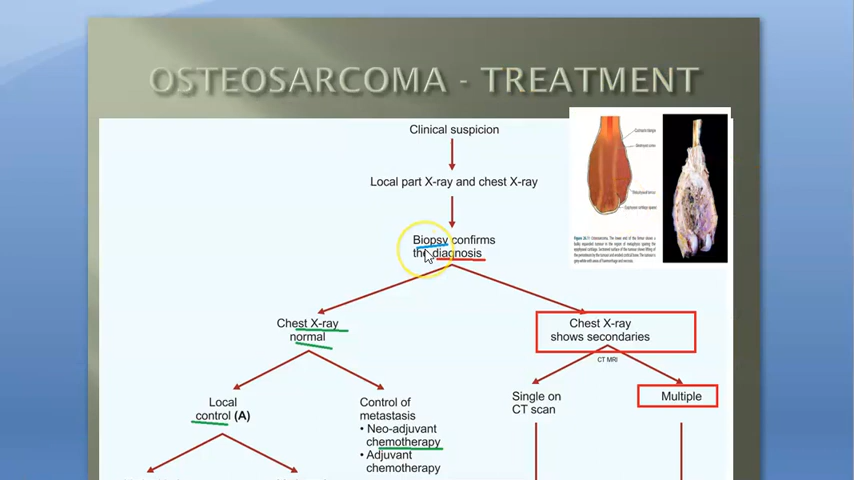 OSTEOSARCOMA - TREATMENT
Clinical suspicion
Local part X-ray and chest X-ray
Biopsy confirms
the diagnosis
Chest X-ray
normal
Chest X-ray
shows secondaries
CT MRI
Local
control (A)
Control of
metastasis
• Neo-adjuvant
chemotherapy
• Adjuvant
chemotherapy
Single on
CT scan
Multiple